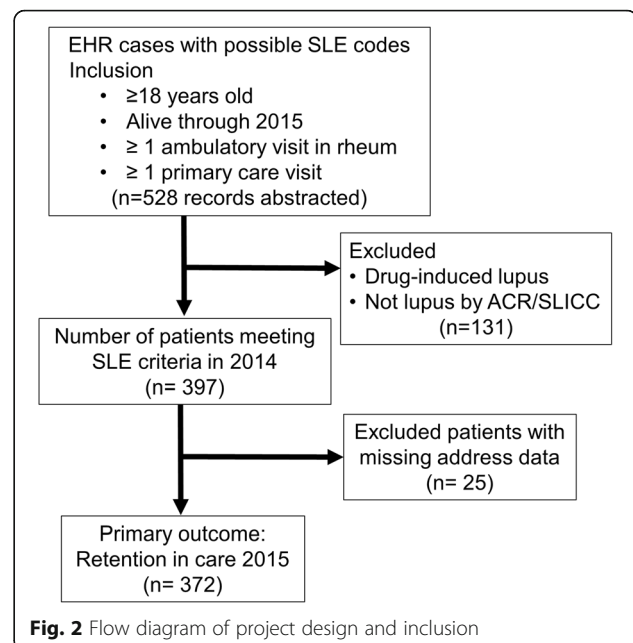 EHR cases with possible SLE codes
Inclusion
• ≥18 years old
• Alive through 2015
• ≥ 1 ambulatory visit in rheum
• ≥ 1 primary care visit
(n=528 records abstracted)
Excluded
• Drug-induced lupus
• Not lupus by ACR/SLICC
(n=131)
Number of patients meeting
SLE criteria in 2014
(n= 397)
Excluded patients with
missing address data
(n= 25)
Primary outcome:
Retention in care 2015
(n= 372)
Fig. 2 Flow diagram of project design and inclusion